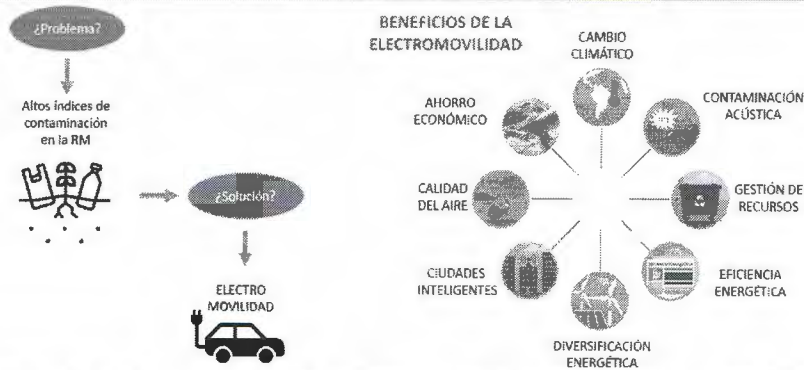 ¿Problema?
Altos índices de
contaminación
en la RM
¿Solución?
ELECTRO
MOVILIDAD
BENEFICIOS DE LA
ELECTROMOVILIDAD
CAMBIO
CLIMÁTICO
CONTAMINACIÓN
ACÚSTICA
GESTIÓN DE
RECURSOS
EFICIENCIA
ENERGÉTICA
DIVERSIFICACIÓN
ENERGÉTICA
CIUDADES
INTELIGENTES
CALIDAD
DEL AIRE
AHORRO
ECONÓMICO